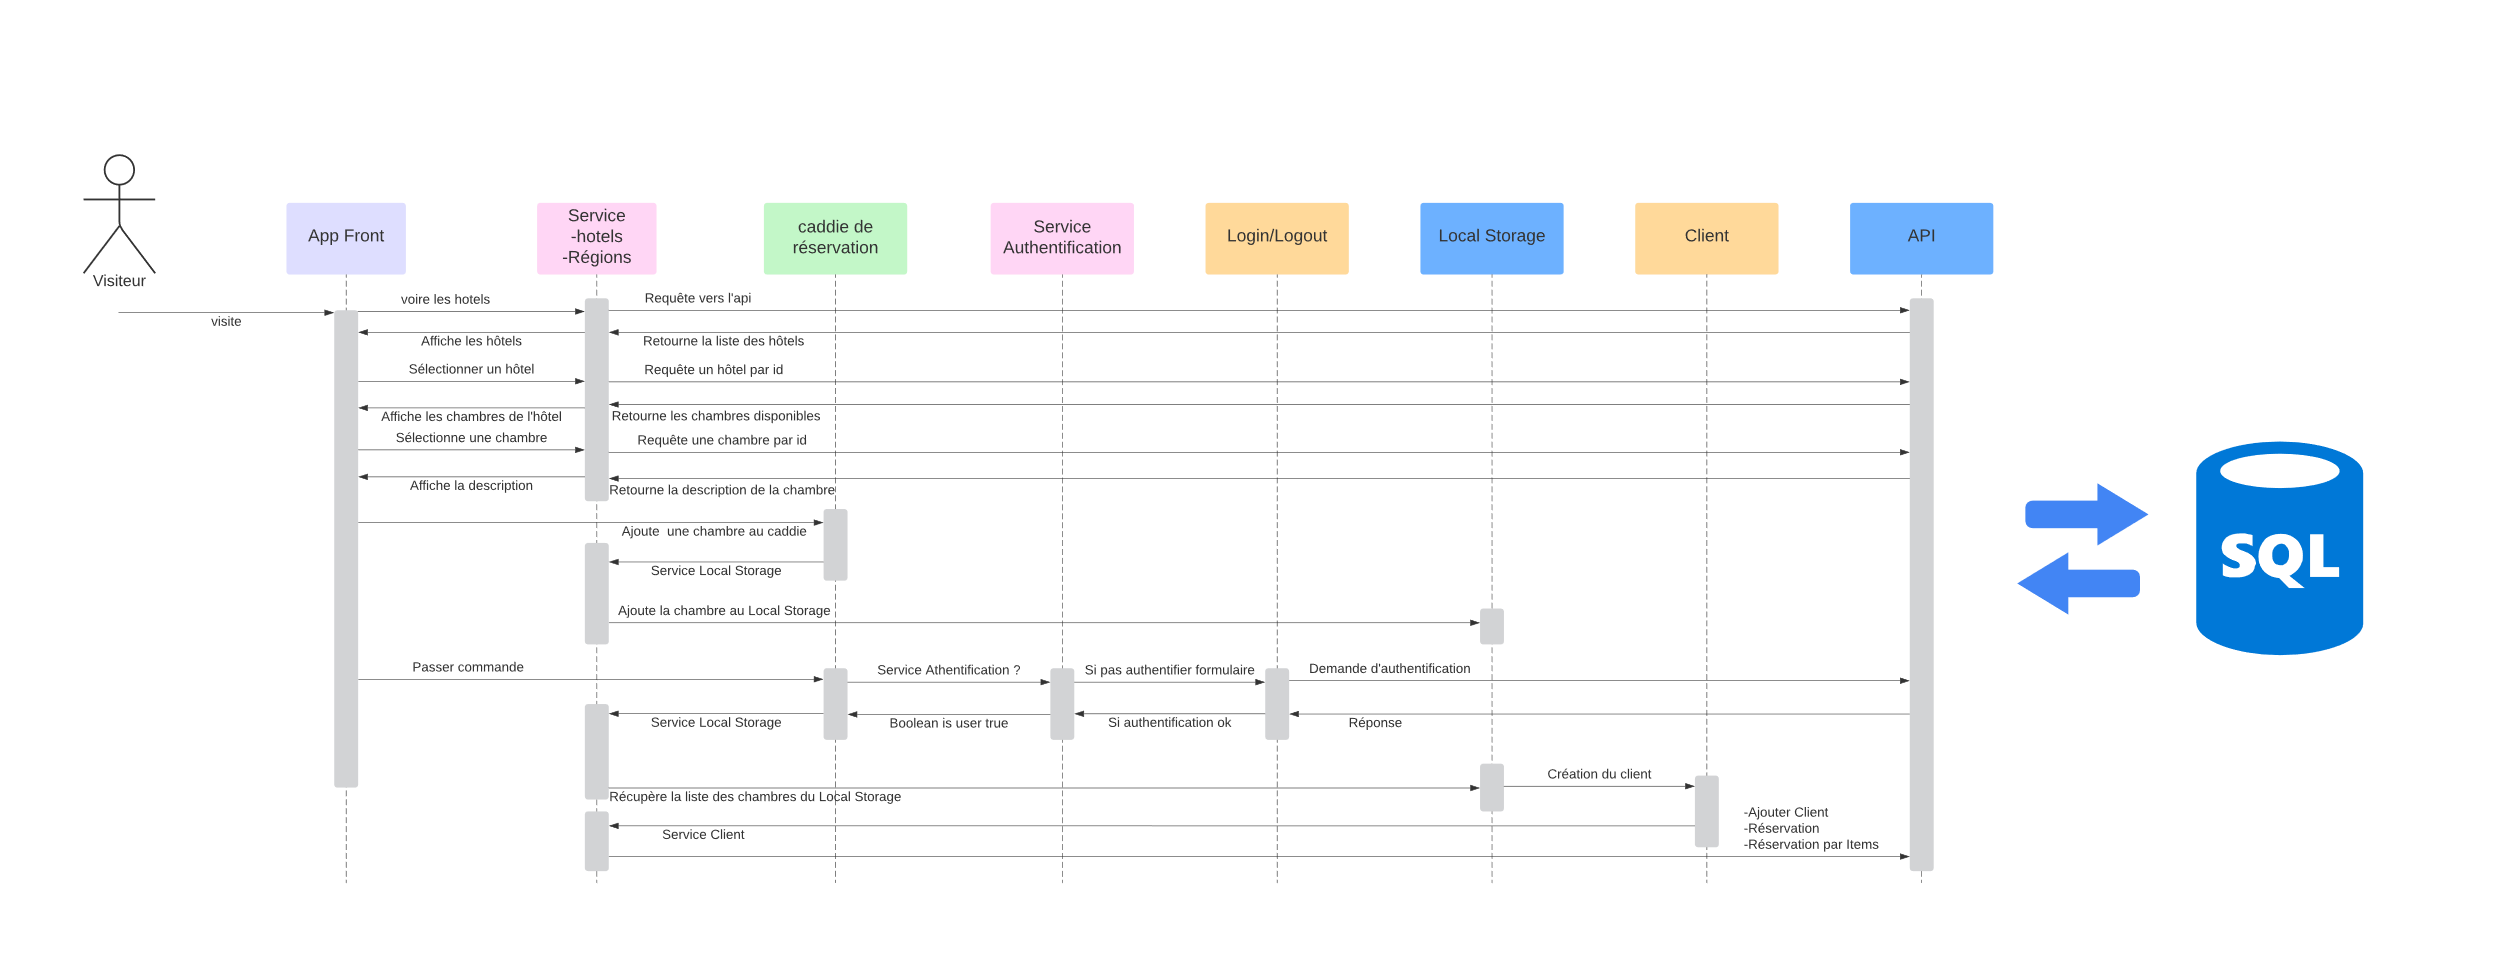 Visiteur
App Front
Service
-hotels
-Régions
caddie de
réservation
Service
Authentification
Login/Logout
Local Storage
Client
API
visite
voire les hotels
Requête vers l'api
Affiche les hôtels
Retourne la liste des hôtels
Sélectionner un hôtel
Requête un hôtel par id
Affiche les chambres de l'hôtel
Retourne les chambres disponibles
Sélectionne une chambre
Requête une chambre par id
Affiche la description
Retourne la description de la chambre
Ajoute  une chambre au caddie
Service Local Storage
SQL
Ajoute la chambre au Local Storage
Passer commande
Service Athentification ?
Si pas authentifier formulaire
Demande d'authentification
Service Local Storage
Boolean is user true
Si authentification ok
Réponse
Création du client
Récupère la liste des chambres du Local Storage
Service Client
-Ajouter Client
-Réservation
-Réservation par Items